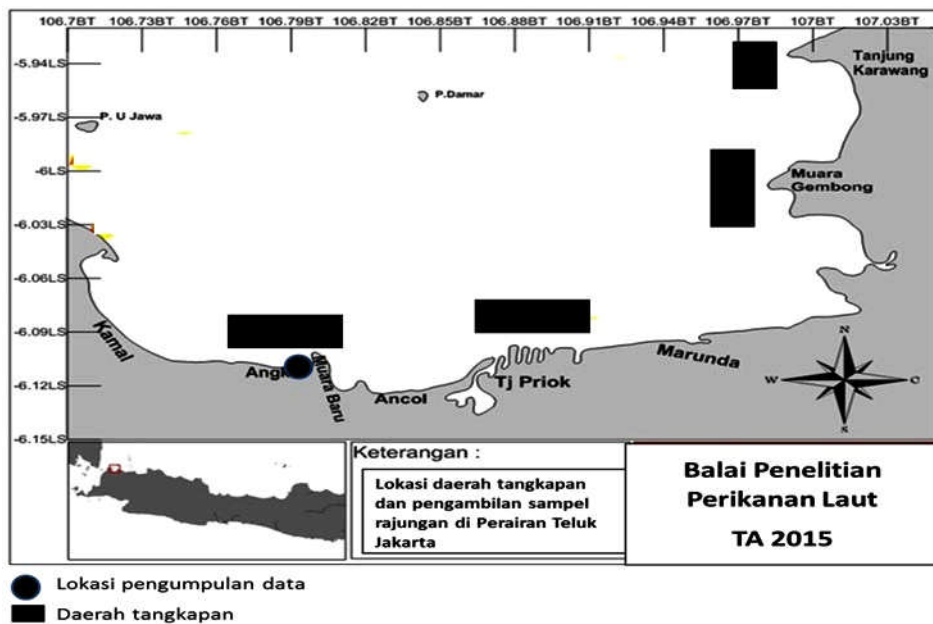 106.7BT 106.73BT 106.76BT 106.79BT 106.82BT 106.85BT 106.88BT 106.91BT 106.94BT 106.97BT 107BT 107.03BT
-5.94LS
-5.97LS
-6LS
-6.03LS
-6.06LS
-6.09LS
-6.12LS
-6.15LS
Tanjung
Karawang
P.Damar
P. U Jawa
Muara
Gembong
Kamal
Muara Baru
Ancol
Tj Priok
Marunda
N
W
S
Keterangan :
Lokasi daerah tangkapan
dan pengambilan sampel
rajungan di Perairan Teluk
Jakarta
Balai Penelitian
Perikanan Laut
TA 2015
Lokasi pengumpulan data
Daerah tangkapan